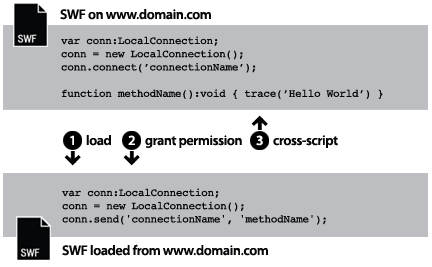 SWF on www.domain.com
SWF
var conn:LocalConnection;
conn = new LocalConnection();
conn.connect(’connectionName’);
function methodName():void { trace(’Hello World’) }
1 load 2 grant permission 3 cross-script
var conn:LocalConnection;
conn = new LocalConnection();
conn.send('connectionName', 'methodName');
SWF
SWF loaded from www.domain.com